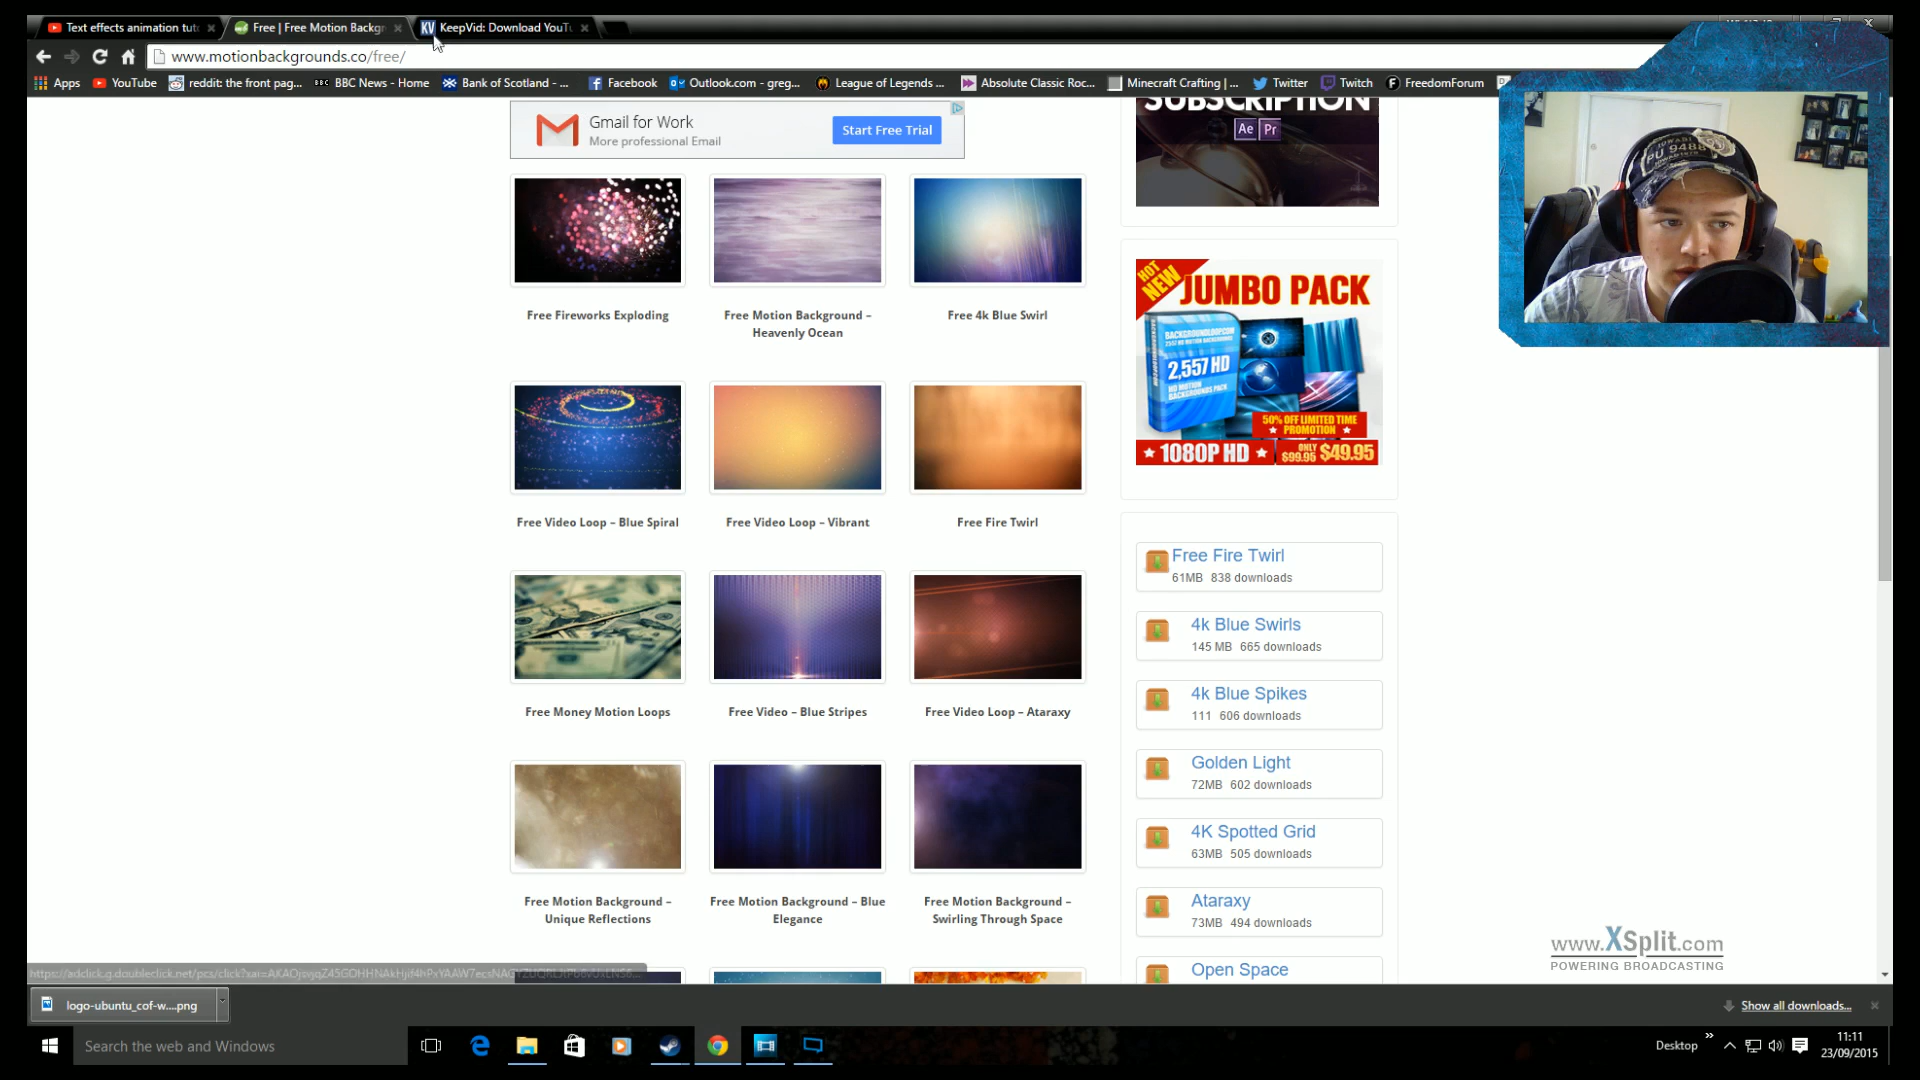 Text effects animation tut
Free | Free Motion Backgr
KV KeepVid: Download YouTu
www.motionbackgrounds.co/free/
Apps
YouTube
reddit: the front pag...
BBC BBC News - Home
Bank of Scotland - ...
Facebook
Outlook.com - greg...
League of Legends ...
Absolute Classic Roc...
Minecraft Crafting | ...
Twitter
Twitch
FreedomForum
Gmail for Work
More professional Email
Start Free Trial
SUBSCRIPTION
Ae Pr
Free Fireworks Exploding
Free Motion Background –
Heavenly Ocean
Free 4k Blue Swirl
HOT
NEW
JUMBO PACK
BACKGROUNDLOOP.COM
2,557 HD
50% OFF LIMITED TIME
PROMOTION
1080P HD
ONLY
$99.95 $49.95
Free Video Loop – Blue Spiral
Free Video Loop – Vibrant
Free Fire Twirl
Free Money Motion Loops
Free Video – Blue Stripes
Free Video Loop – Ataraxy
Free Motion Background –
Unique Reflections
Free Motion Background – Blue
Elegance
Free Motion Background –
Swirling Through Space
Free Fire Twirl
61MB 838 downloads
4k Blue Swirls
145 MB 665 downloads
4k Blue Spikes
111 606 downloads
Golden Light
72MB 602 downloads
4K Spotted Grid
63MB 505 downloads
Ataraxy
73MB 494 downloads
Open Space
PU 9488
www.XSplit.com
POWERING BROADCASTING
logo-ubuntu_cof-w....png
Show all downloads...
Search the web and Windows
Desktop
11:11
23/09/2015